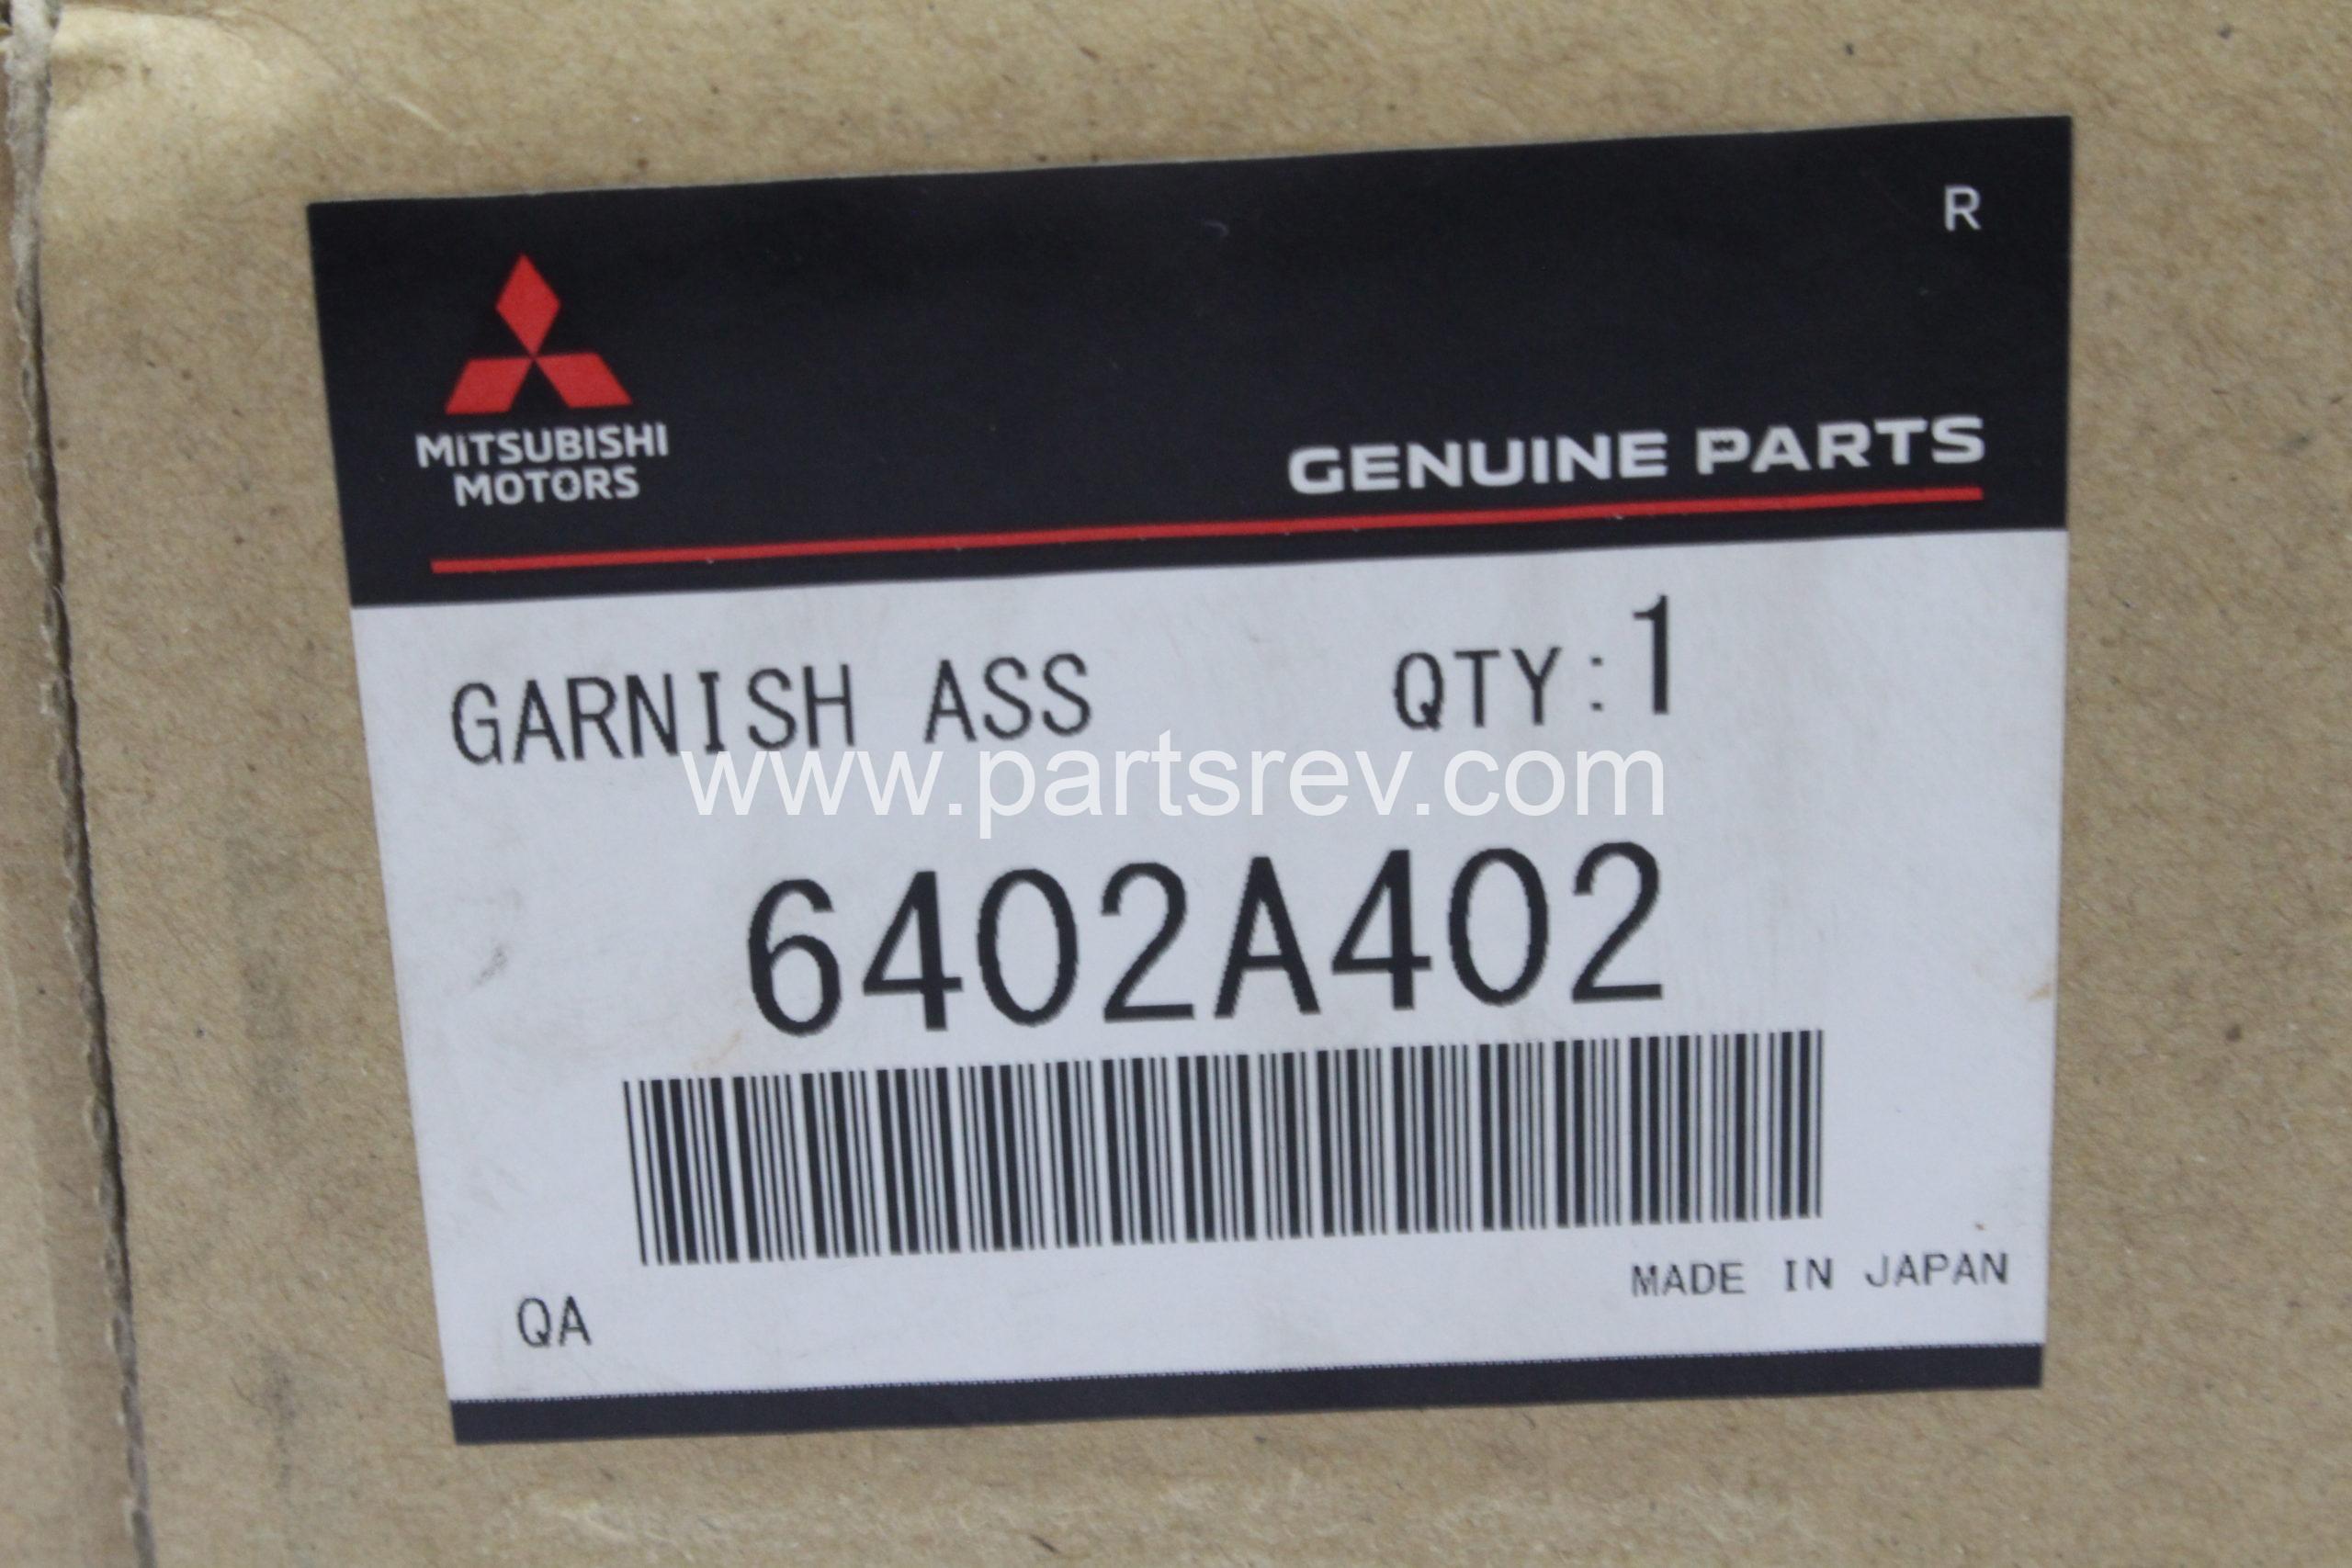 R
MITSUBISHI
MOTORS
GENUINE PARTS
GARNISH ASS QTY:1
www.partsrev.com
6402A402
MADE IN JAPAN
QA